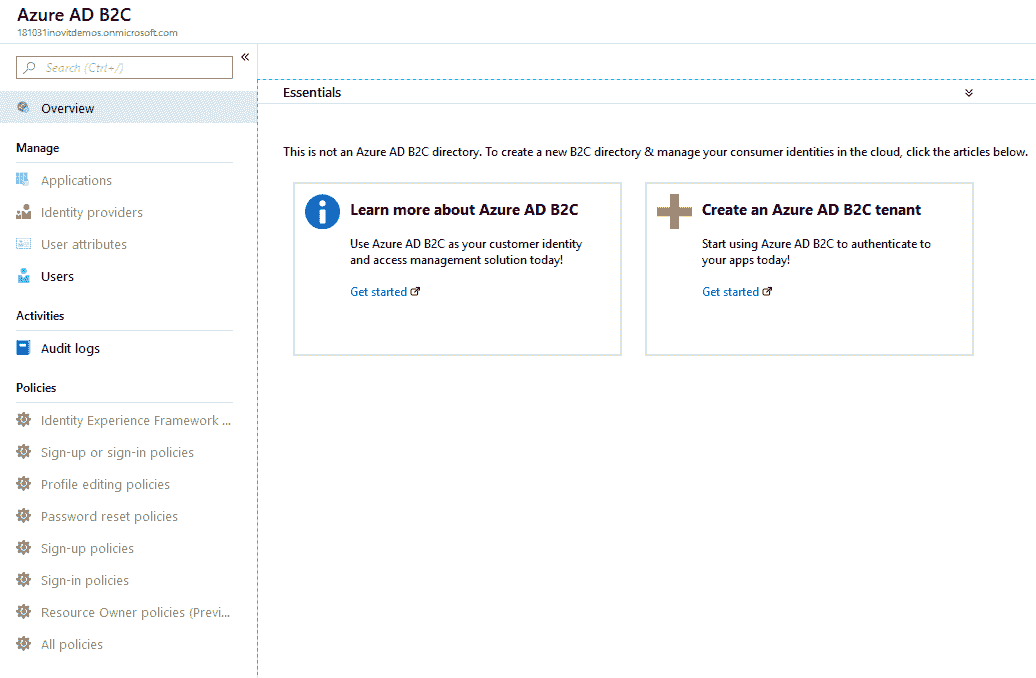 Azure AD B2C
181031inovitdemos.onmicrosoft.com
Search (Ctrl+/)
«
Overview
Manage
Applications
Identity providers
User attributes
Users
Activities
Audit logs
Policies
Identity Experience Framework ...
Sign-up or sign-in policies
Profile editing policies
Password reset policies
Sign-up policies
Sign-in policies
Resource Owner policies (Previ...
All policies
Essentials
This is not an Azure AD B2C directory. To create a new B2C directory & manage your consumer identities in the cloud, click the articles below.
Learn more about Azure AD B2C
Use Azure AD B2C as your customer identity
and access management solution today!
Get started
Create an Azure AD B2C tenant
Start using Azure AD B2C to authenticate to
your apps today!
Get started